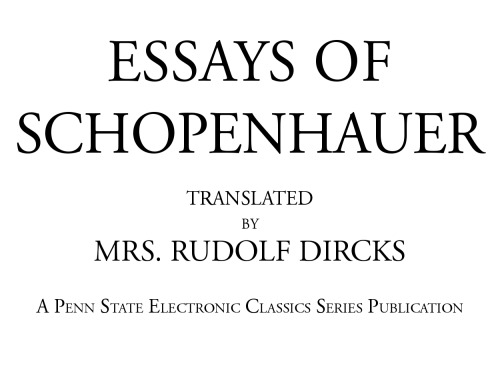 ESSAYS OF
SCHOPENHAUER
TRANSLATED
BY
MRS. RUDOLF DIRCKS
A PENN STATE ELECTRONIC CLASSICS SERIES PUBLICATION